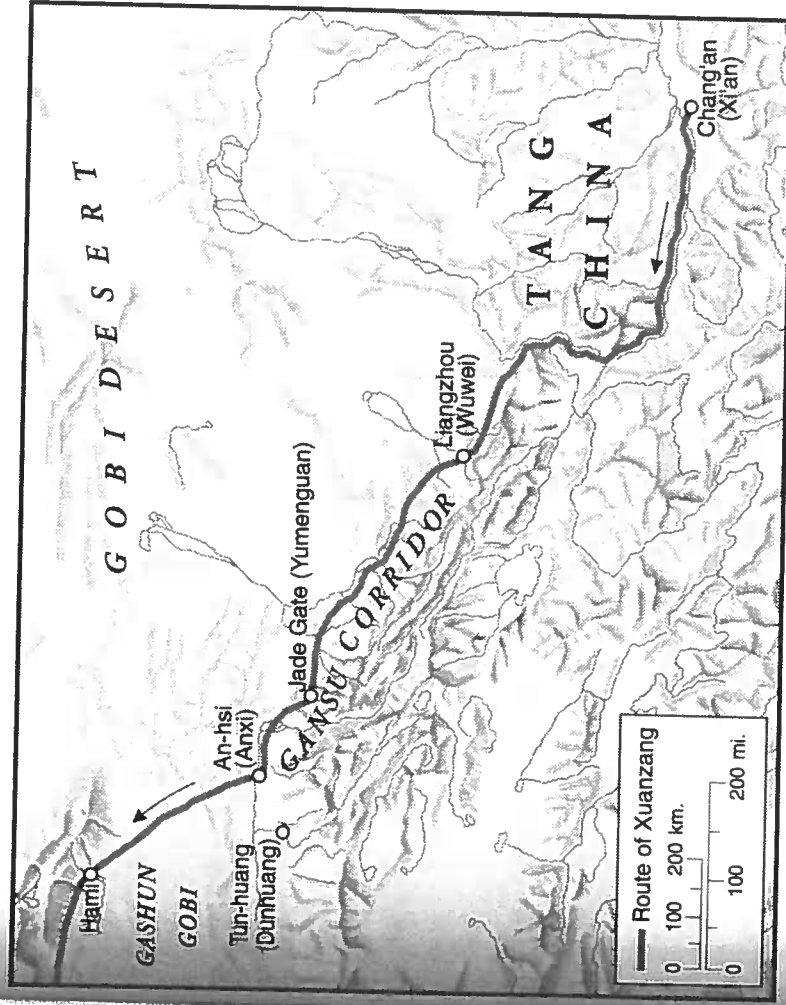 GOBI DESERT
Hami
GASHUN
GOBI
An-hsi
(Anxi)
Jade Gate (Yumenguan)
Tun-huang
(Dunhuang)
GANSU CORRIDOR
Liangzhou
(Wuwei)
TANG
CHINA
Chang'an
(Xi'an)
Route of Xuanzang
0 100 200 km.
0 100 200 mi.